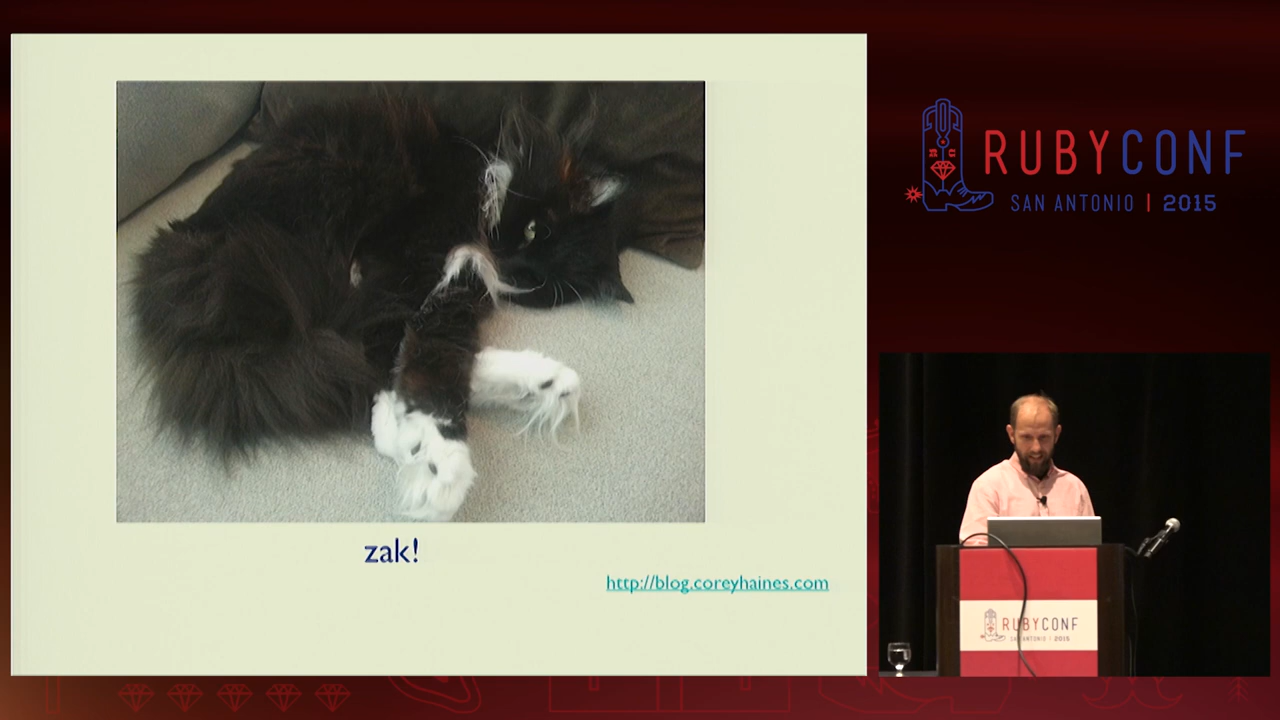 zak!
http://blog.coreyhaines.com
RUBYCONF
SAN ANTONIO | 2015
RUBYCONF
SAN ANTONIO | 2015